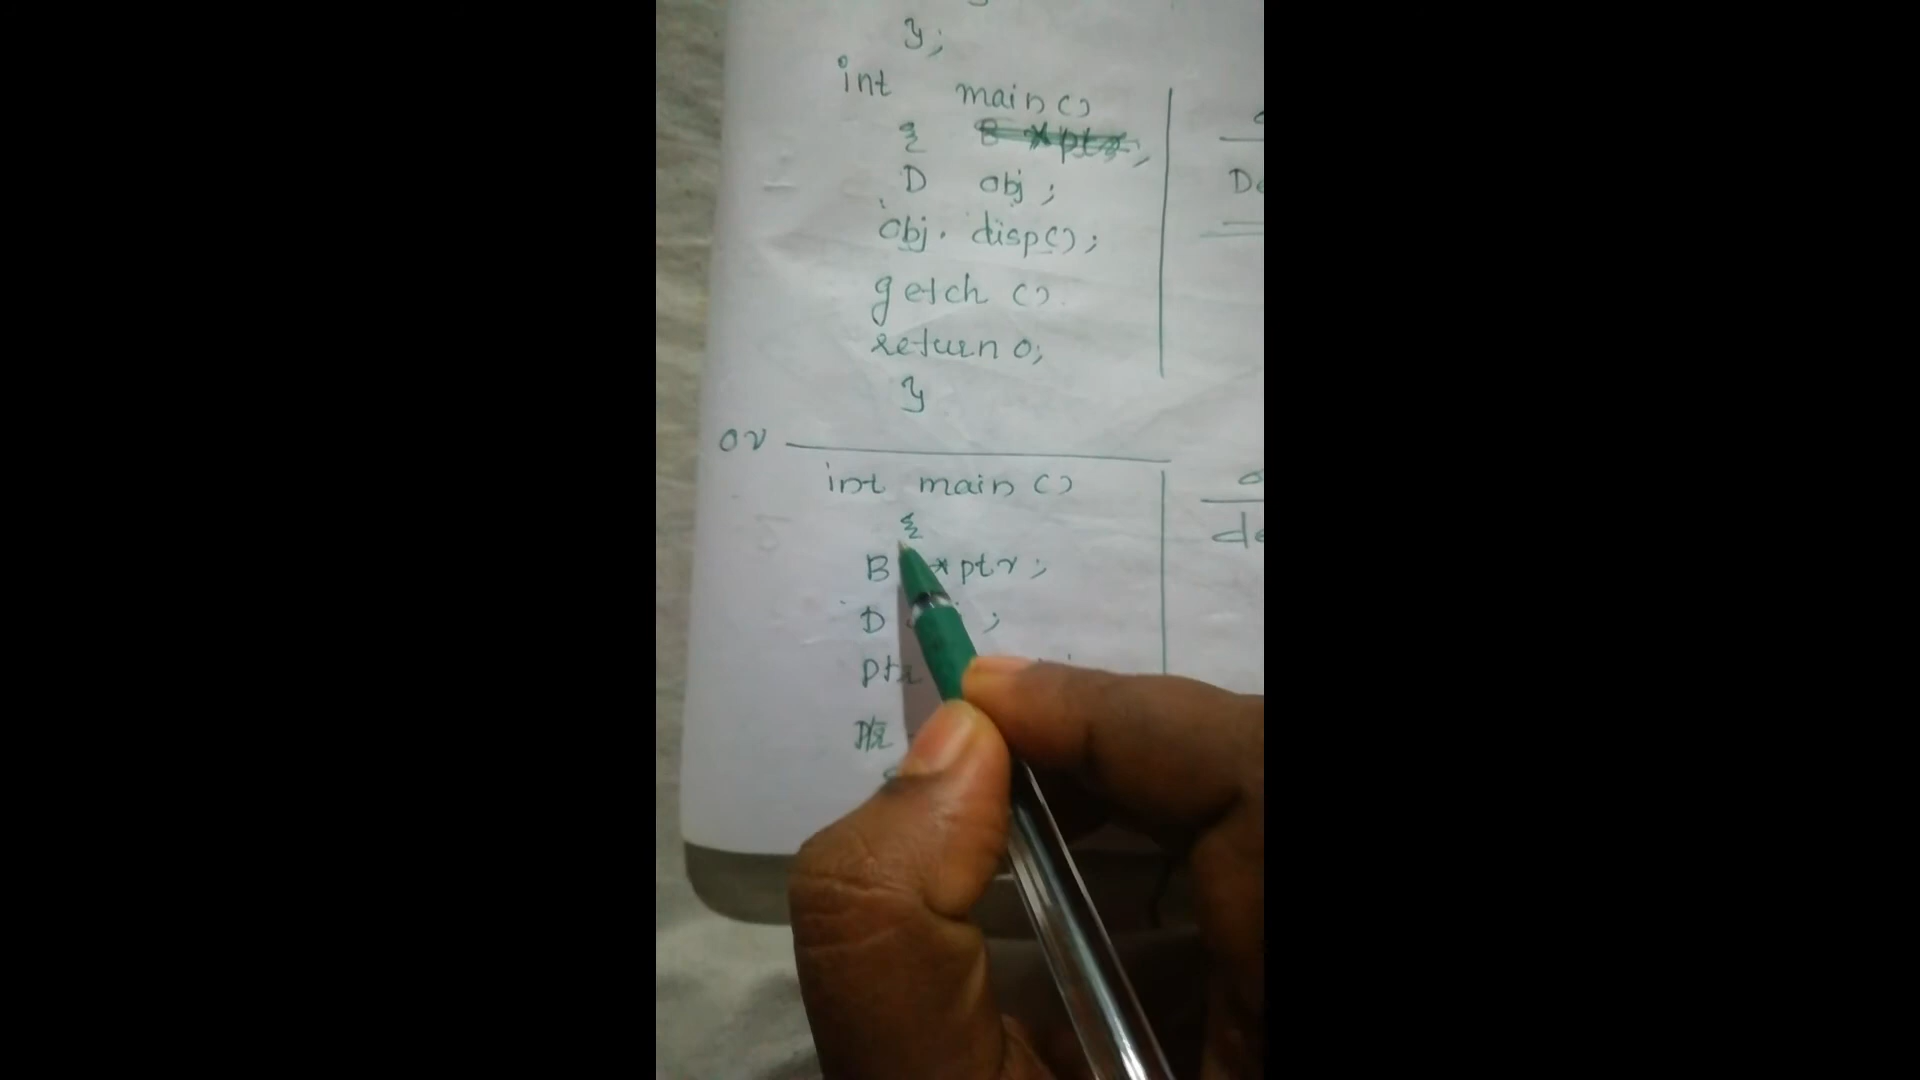 };
int main()
{
D obj;
obj. disp();
getch ()
return 0;
}
or
int main()
{
B *ptr;
D ;
ptr
ptr